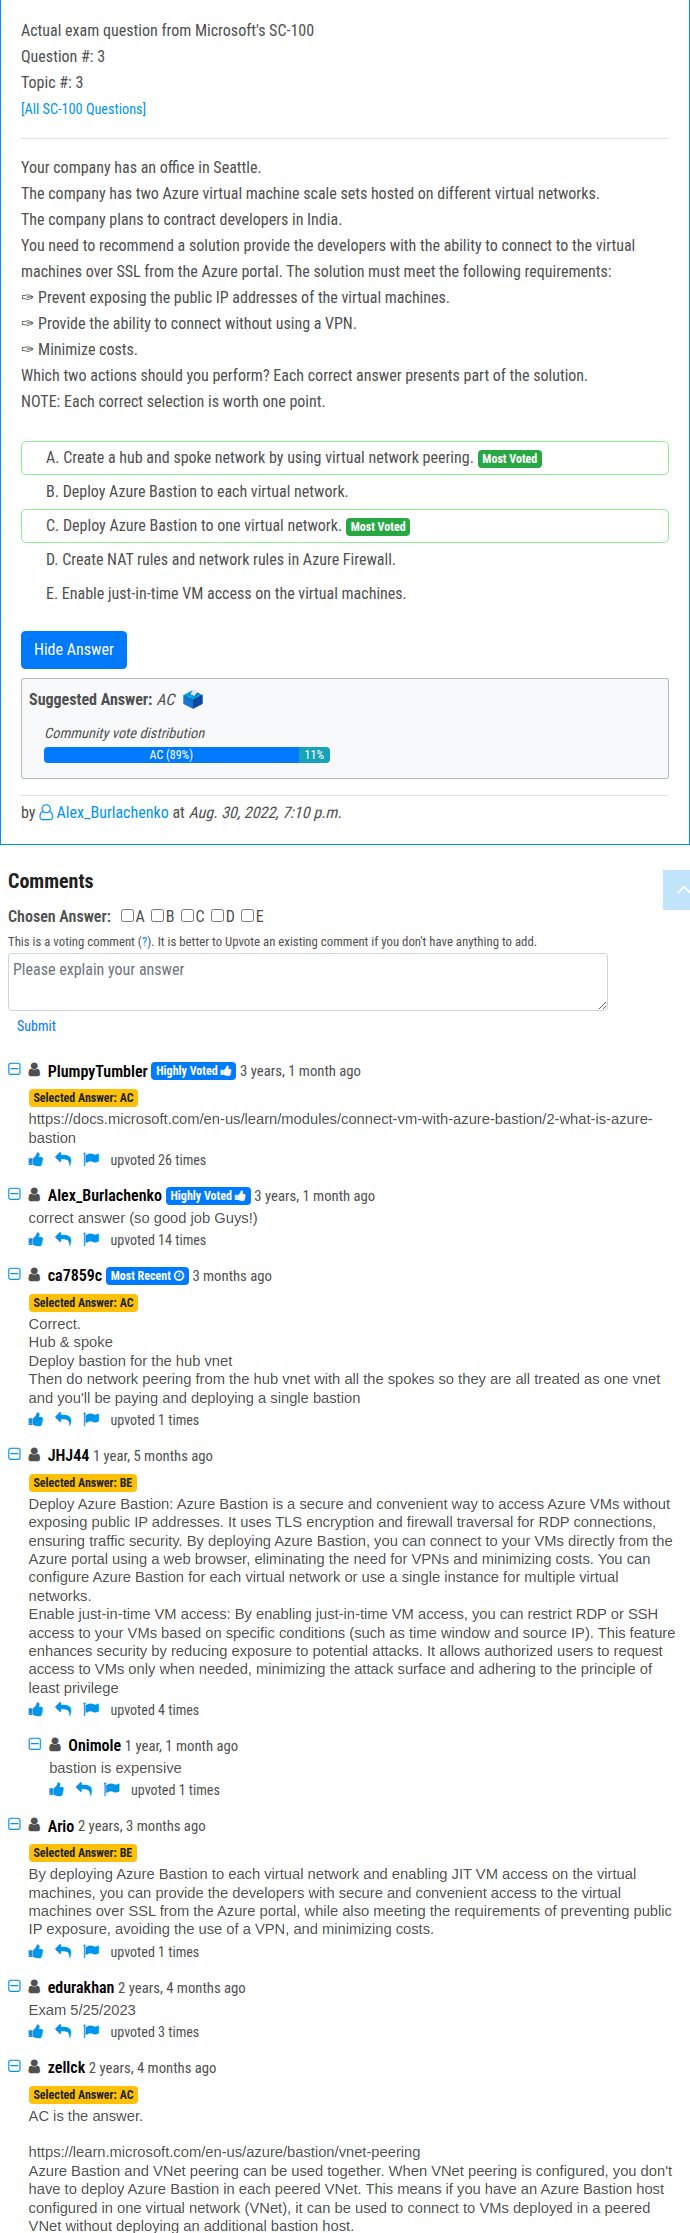 Actual exam question from Microsoft's SC-100
Question #: 3
Topic #: 3
[All SC-100 Questions]
Your company has an office in Seattle.
The company has two Azure virtual machine scale sets hosted on different virtual networks.
The company plans to contract developers in India.
You need to recommend a solution provide the developers with the ability to connect to the virtual
machines over SSL from the Azure portal. The solution must meet the following requirements:
✑ Prevent exposing the public IP addresses of the virtual machines.
✑ Provide the ability to connect without using a VPN.
✑ Minimize costs.
Which two actions should you perform? Each correct answer presents part of the solution.
NOTE: Each correct selection is worth one point.
A. Create a hub and spoke network by using virtual network peering. Most Voted
B. Deploy Azure Bastion to each virtual network.
C. Deploy Azure Bastion to one virtual network. Most Voted
D. Create NAT rules and network rules in Azure Firewall.
E. Enable just-in-time VM access on the virtual machines.
Hide Answer
Suggested Answer: AC
Community vote distribution
AC (89%) 11%
by Alex_Burlachenko at Aug. 30, 2022, 7:10 p.m.
Comments
Chosen Answer: A B C D E
This is a voting comment (?). It is better to Upvote an existing comment if you don't have anything to add.
Please explain your answer
Submit
PlumpyTumbler Highly Voted 3 years, 1 month ago
Selected Answer: AC
https://docs.microsoft.com/en-us/learn/modules/connect-vm-with-azure-bastion/2-what-is-azure-
bastion
upvoted 26 times
Alex_Burlachenko Highly Voted 3 years, 1 month ago
correct answer (so good job Guys!)
upvoted 14 times
ca7859c Most Recent 3 months ago
Selected Answer: AC
Correct.
Hub & spoke
Deploy bastion for the hub vnet
Then do network peering from the hub vnet with all the spokes so they are all treated as one vnet
and you'll be paying and deploying a single bastion
upvoted 1 times
JHJ44 1 year, 5 months ago
Selected Answer: BE
Deploy Azure Bastion: Azure Bastion is a secure and convenient way to access Azure VMs without
exposing public IP addresses. It uses TLS encryption and firewall traversal for RDP connections,
ensuring traffic security. By deploying Azure Bastion, you can connect to your VMs directly from the
Azure portal using a web browser, eliminating the need for VPNs and minimizing costs. You can
configure Azure Bastion for each virtual network or use a single instance for multiple virtual
networks.
Enable just-in-time VM access: By enabling just-in-time VM access, you can restrict RDP or SSH
access to your VMs based on specific conditions (such as time window and source IP). This feature
enhances security by reducing exposure to potential attacks. It allows authorized users to request
access to VMs only when needed, minimizing the attack surface and adhering to the principle of
least privilege
upvoted 4 times
Onimole 1 year, 1 month ago
bastion is expensive
upvoted 1 times
Ario 2 years, 3 months ago
Selected Answer: BE
By deploying Azure Bastion to each virtual network and enabling JIT VM access on the virtual
machines, you can provide the developers with secure and convenient access to the virtual
machines over SSL from the Azure portal, while also meeting the requirements of preventing public
IP exposure, avoiding the use of a VPN, and minimizing costs.
upvoted 1 times
edurakhan 2 years, 4 months ago
Exam 5/25/2023
upvoted 3 times
zellck 2 years, 4 months ago
Selected Answer: AC
AC is the answer.
https://learn.microsoft.com/en-us/azure/bastion/vnet-peering
Azure Bastion and VNet peering can be used together. When VNet peering is configured, you don't
have to deploy Azure Bastion in each peered VNet. This means if you have an Azure Bastion host
configured in one virtual network (VNet), it can be used to connect to VMs deployed in a peered
VNet without deploying an additional bastion host.